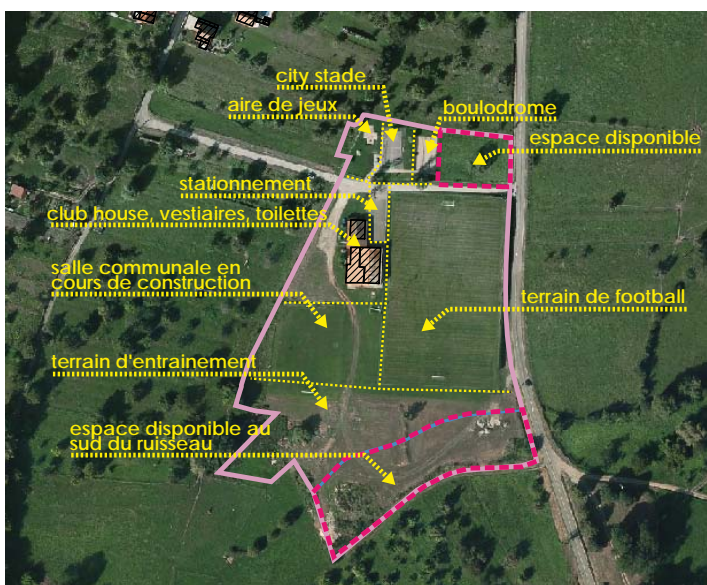 city stade
aire de jeux
boulodrome
espace disponible
stationnement
club house, vestiaires, toilettes
salle communale en
cours de construction
terrain de football
terrain d'entrainement
espace disponible au
sud du ruisseau